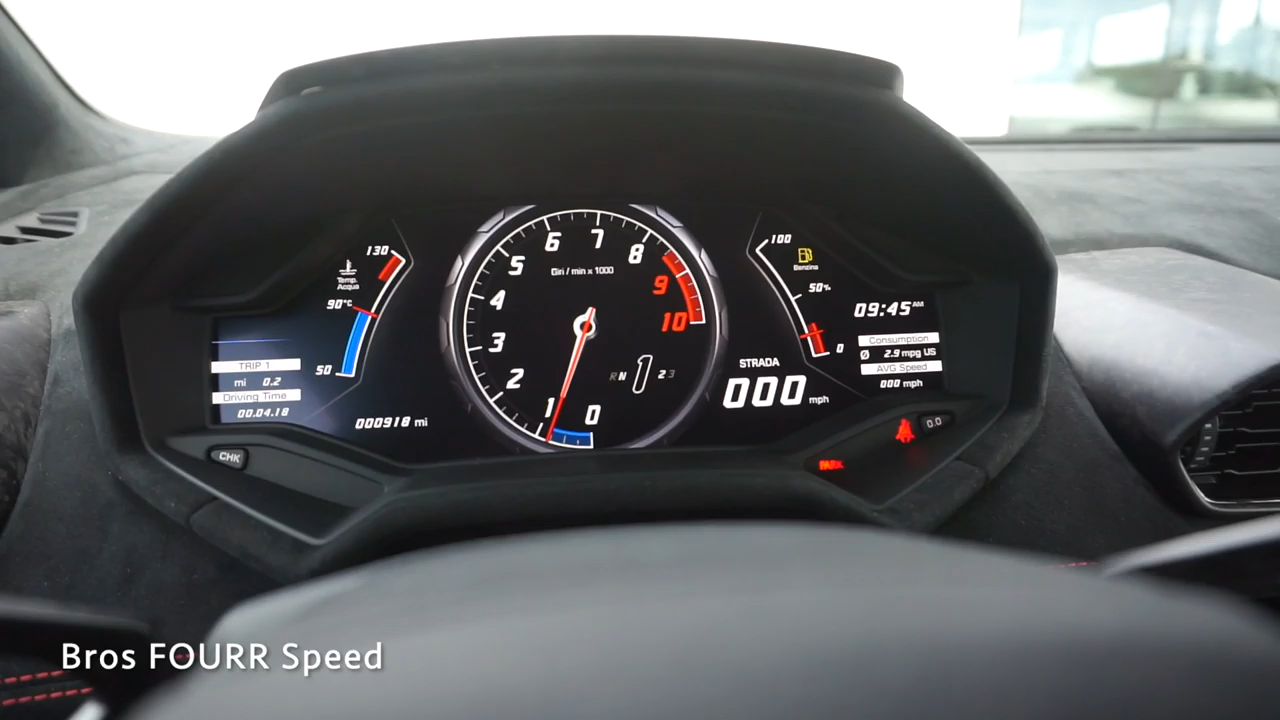 130
Temp.
Acqua
90°C
50
TRIP 1
mi 0.2
Driving Time
00.04.18
000918 mi
CHK
0
1
2
3
4
5
6
7
8
9
10
Giri / min x 1000
R N 1 2 3
STRADA
000 mph
100
Benzina
50%
0
09:45 AM
Consumption
Ø 2.9 mpg US
AVG Speed
000 mph
0.0
PARK
Bros FOURR Speed